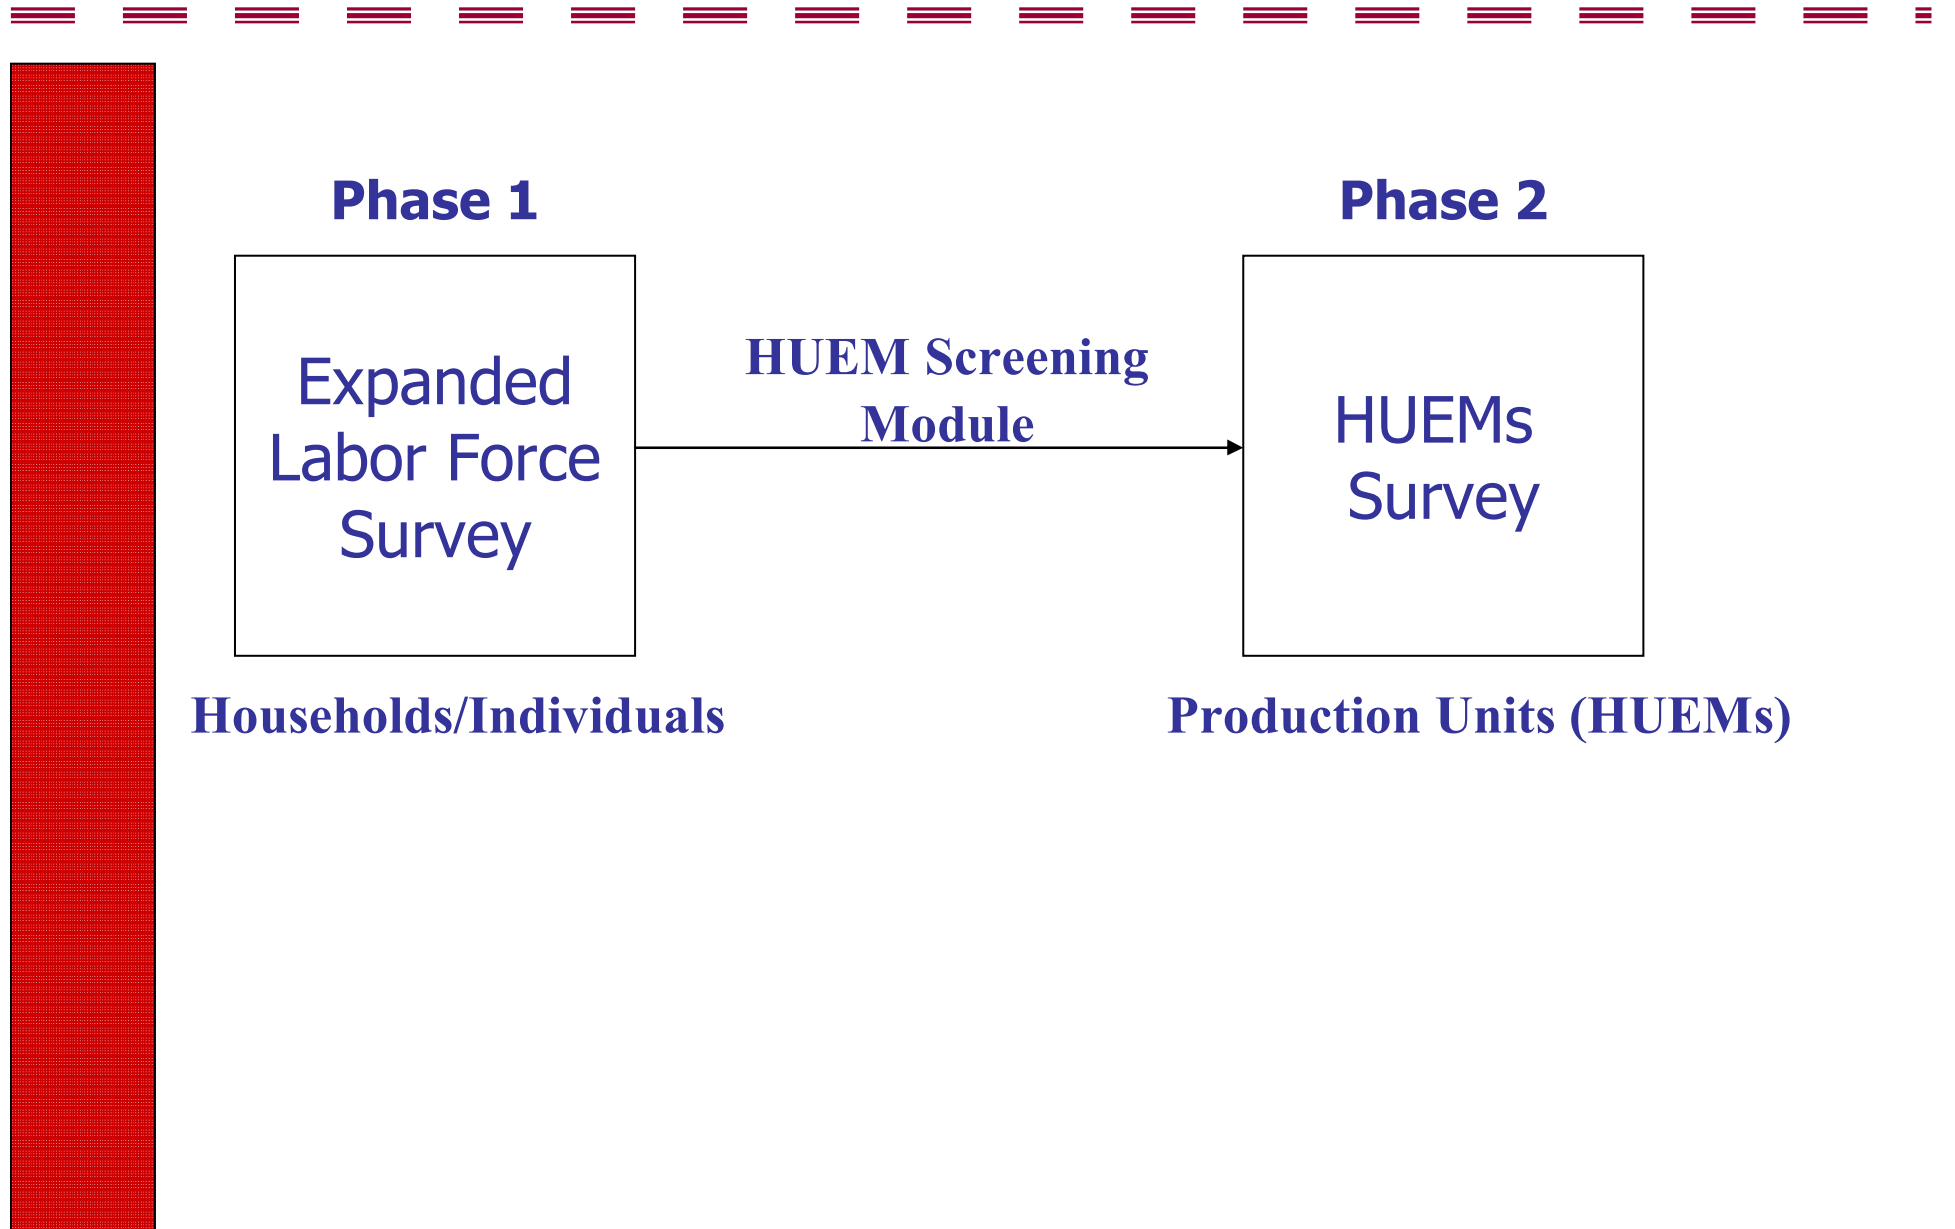 Phase 1
Expanded
Labor Force
Survey
Households/Individuals
HUEM Screening
Module
Phase 2
HUEMs
Survey
Production Units (HUEMs)